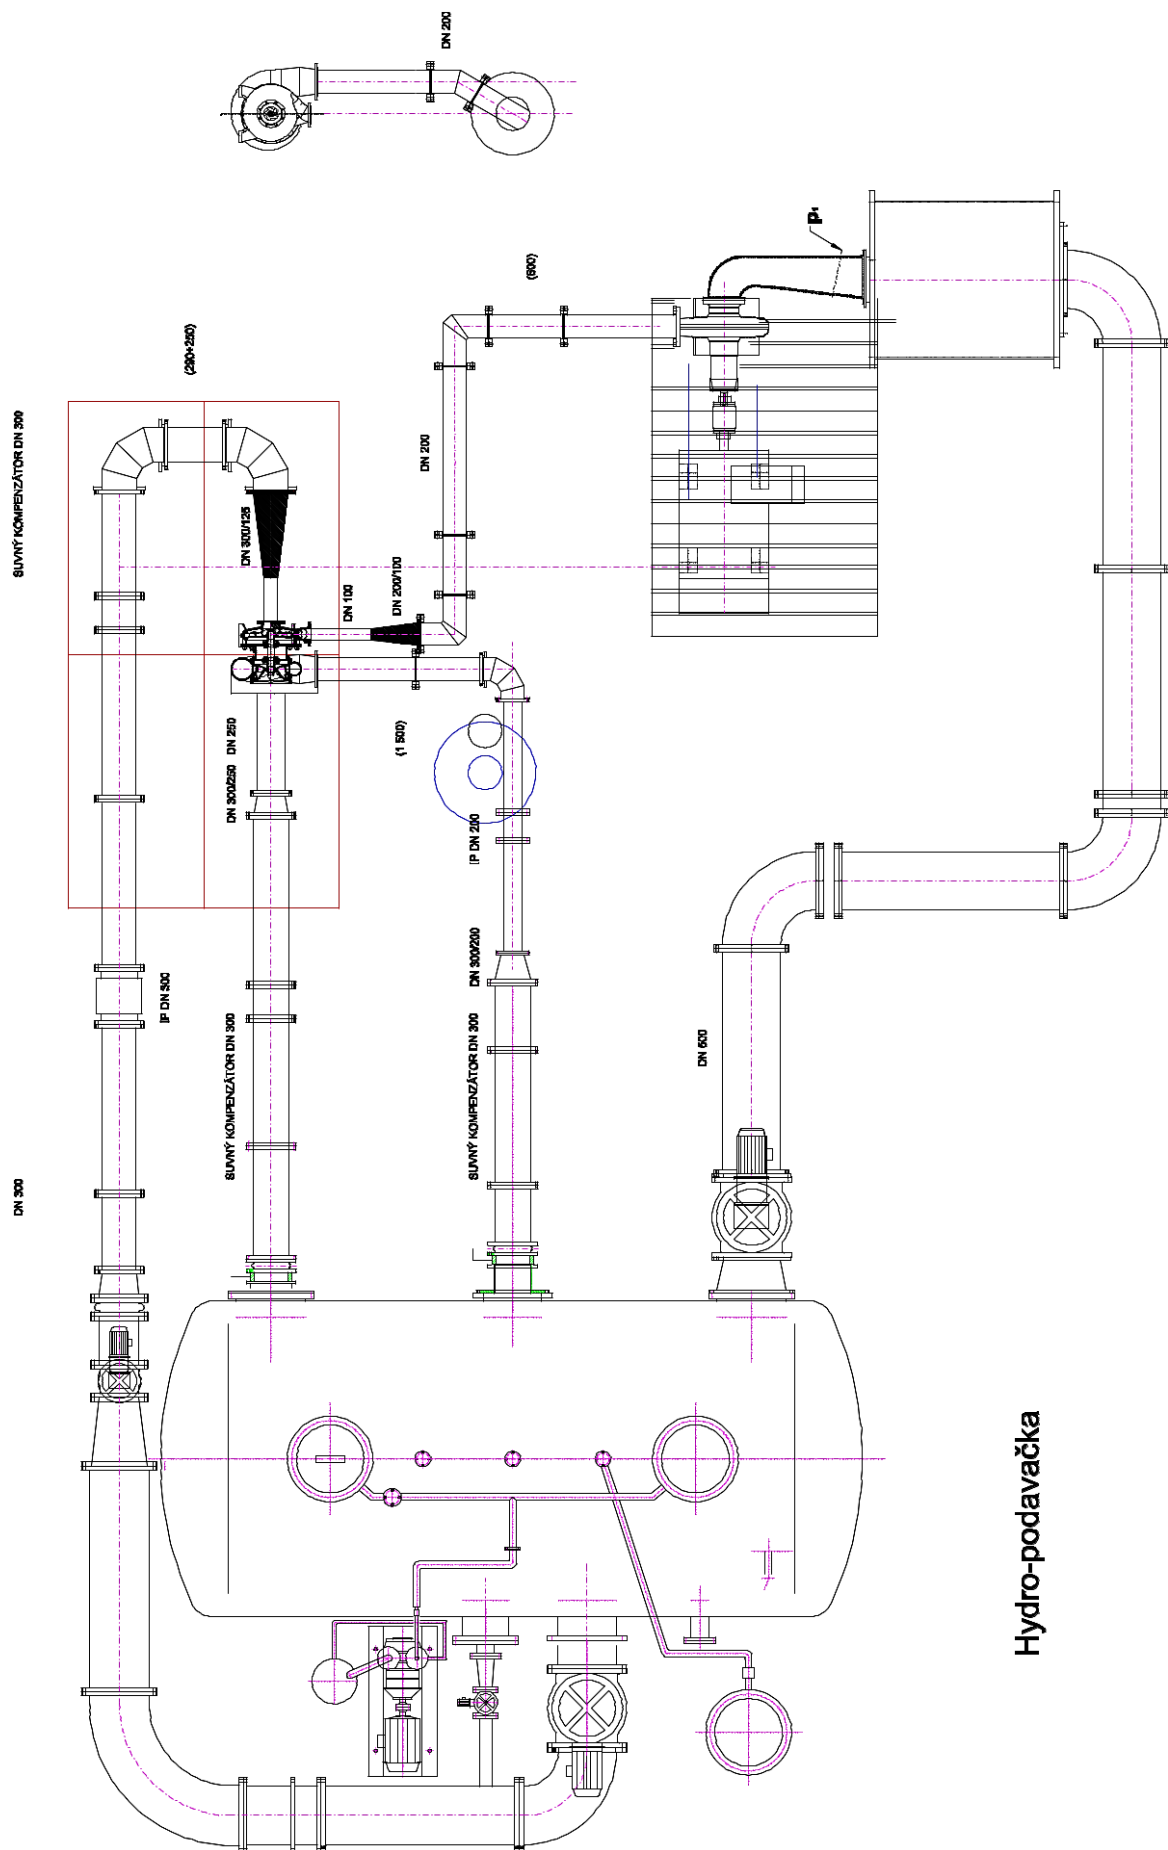 DN 200
P1
(600)
(290+250)
SUVNÝ KOMPENZÁTOR DN 300
DN 200
DN 300/125
DN 200/100
DN 100
DN 250
(1 500)
DN 300/250
IP DN 200
DN 300/200
IP DN 300
SUVNÝ KOMPENZÁTOR DN 300
SUVNÝ KOMPENZÁTOR DN 300
DN 600
DN 300
Hydro-podavačka